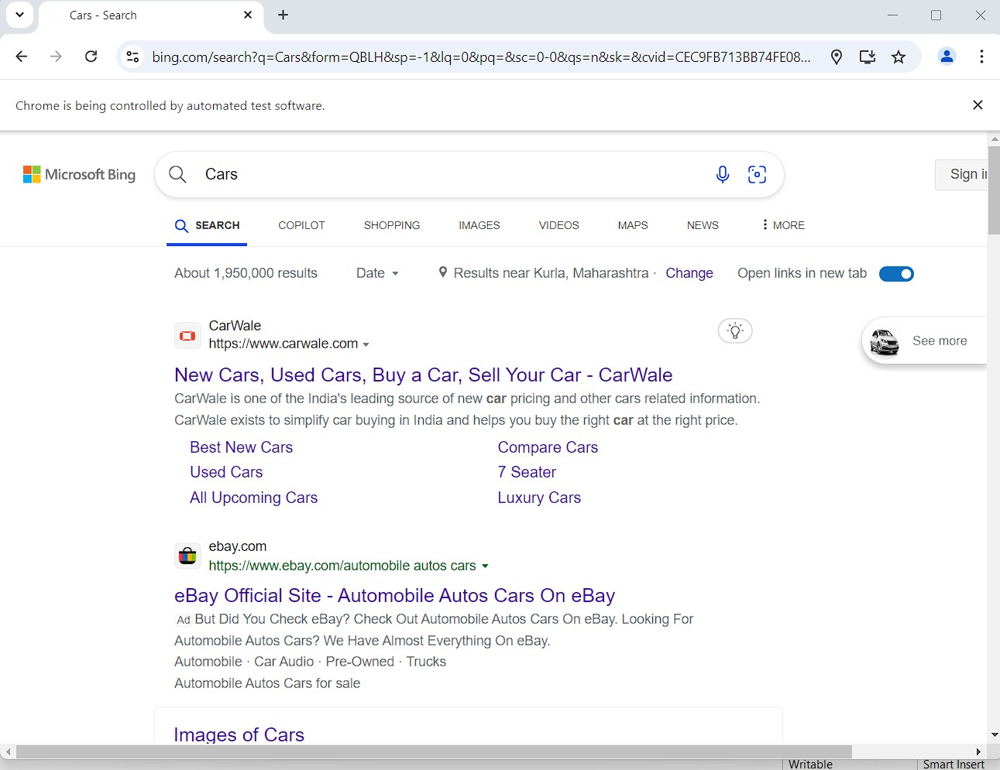 Cars - Search
bing.com/search?q=Cars&form=QBLH&sp=-1&lq=0&pq=&sc=0-0&qs=n&sk=&cvid=CEC9FB713BB74FE08...
Chrome is being controlled by automated test software.
Microsoft Bing
Cars
Sign in
SEARCH COPILOT SHOPPING IMAGES VIDEOS MAPS NEWS MORE
About 1,950,000 results Date Results near Kurla, Maharashtra · Change Open links in new tab
CarWale
https://www.carwale.com
See more
New Cars, Used Cars, Buy a Car, Sell Your Car - CarWale
CarWale is one of the India's leading source of new car pricing and other cars related information.
CarWale exists to simplify car buying in India and helps you buy the right car at the right price.
Best New Cars Compare Cars
Used Cars 7 Seater
All Upcoming Cars Luxury Cars
ebay.com
https://www.ebay.com/automobile autos cars
eBay Official Site - Automobile Autos Cars On eBay
Ad But Did You Check eBay? Check Out Automobile Autos Cars On eBay. Looking For
Automobile Autos Cars? We Have Almost Everything On eBay.
Automobile · Car Audio · Pre-Owned · Trucks
Automobile Autos Cars for sale
Images of Cars
Writable Smart Insert